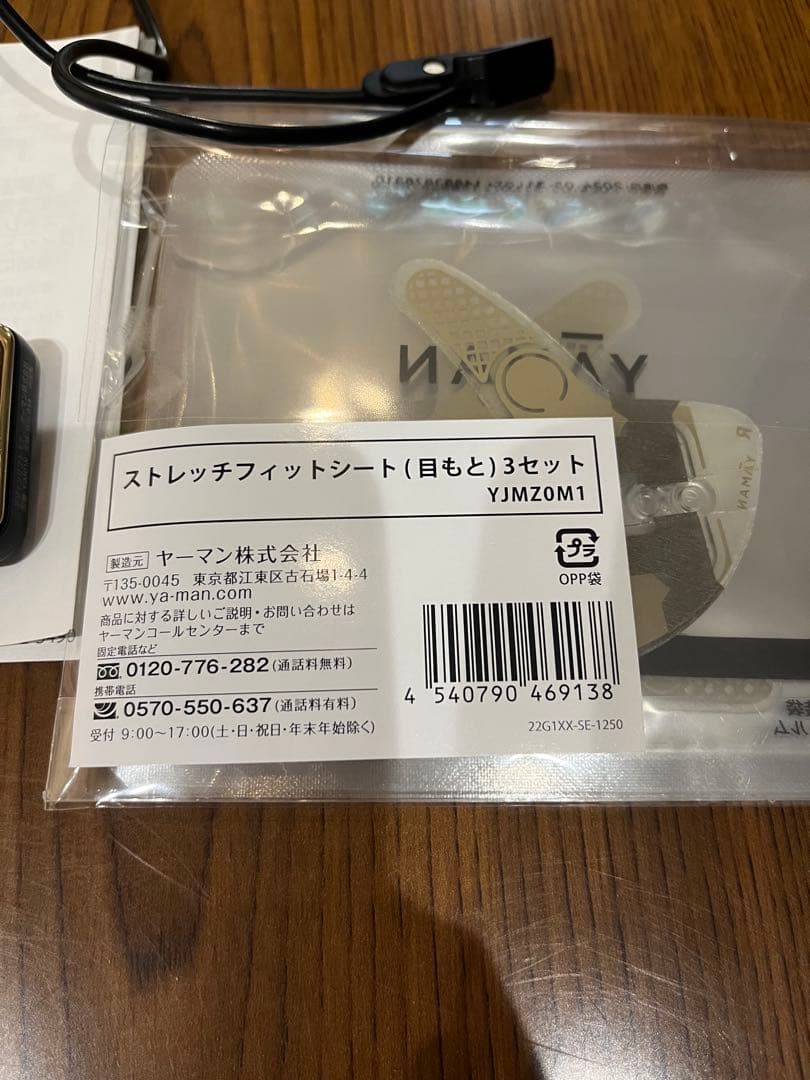 YAMAN
R YAMAN
ストレッチフィットシート(目もと)3セット
YJMZ0M1
製造元 ヤーマン株式会社
〒135-0045 東京都江東区古石場1-4-4
www.ya-man.com
商品に対する詳しいご説明・お問い合わせは
ヤーマンコールセンターまで
固定電話など
0120-776-282(通話料無料)
携帯電話
0570-550-637(通話料有料)
受付 9:00～17:00(土・日・祝日・年末年始除く)
プラ
OPP袋
4 540790 469138
22G1XX-SE-1250